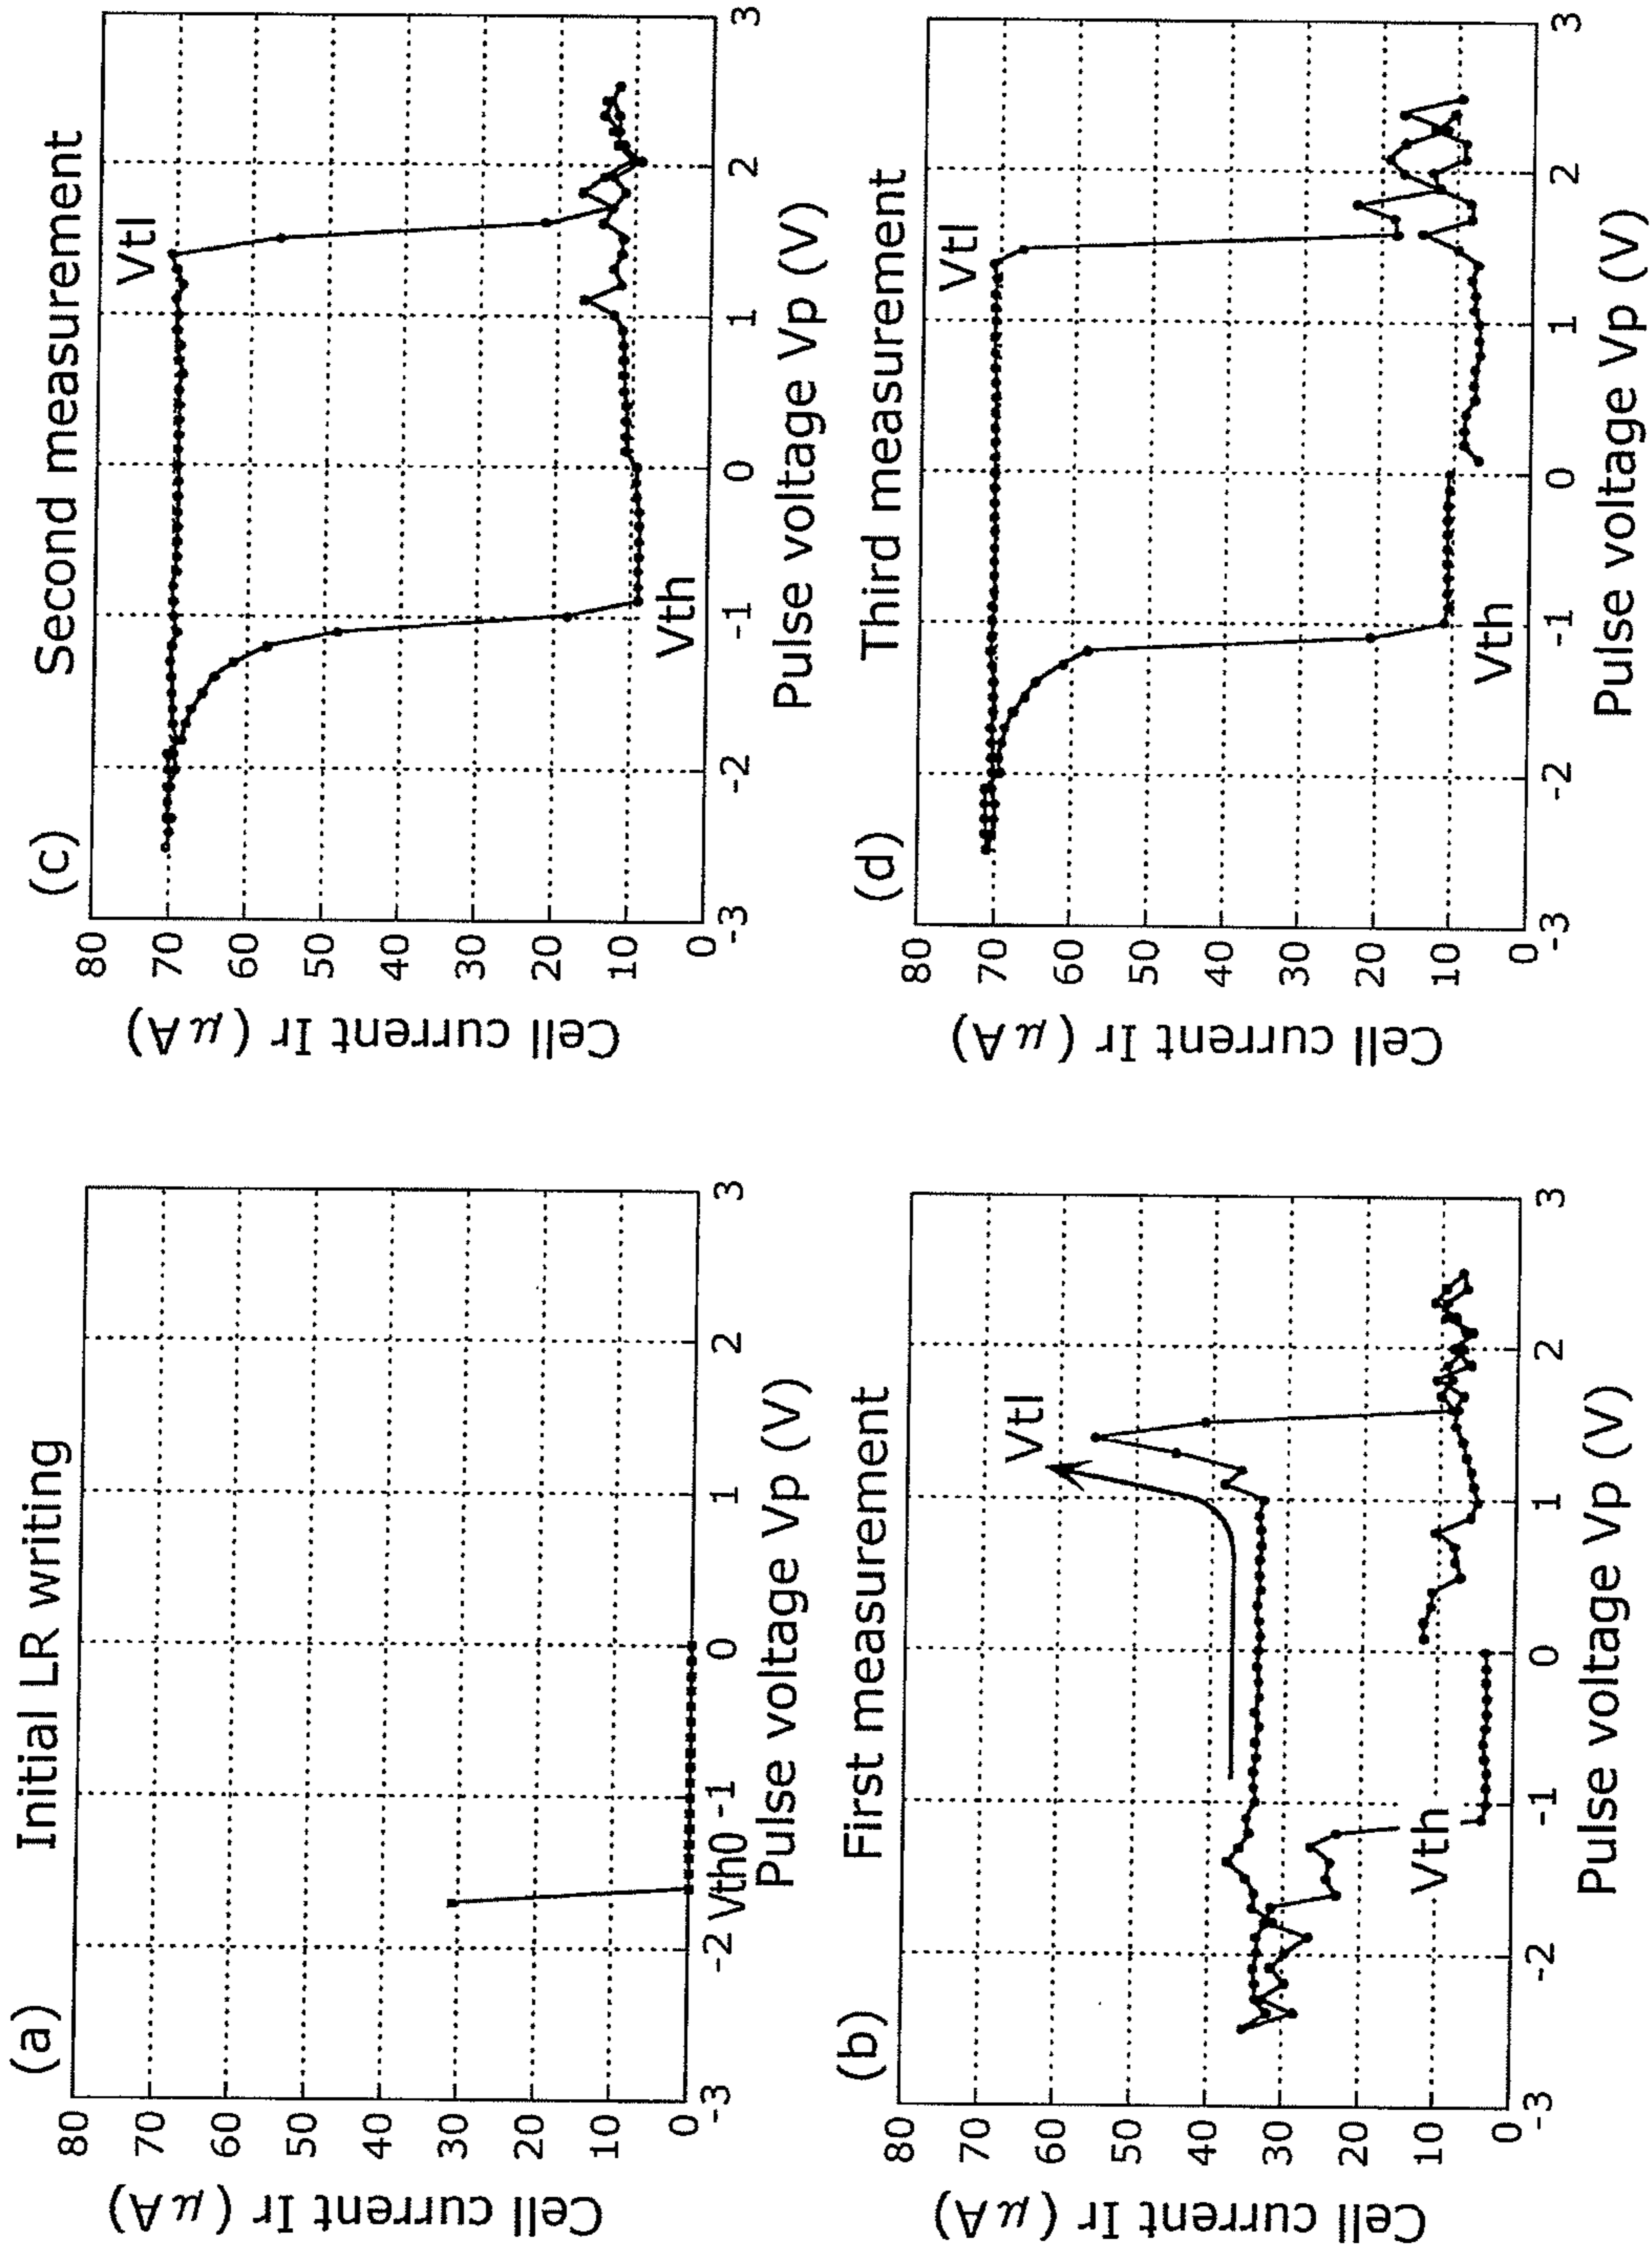 (a) Initial LR writing
80
70
60
50
40
30
20
10
0
Cell current Ir (μA)
-3 -2 -1 0 1 2 3
Vth0
Pulse voltage Vp (V)
(b) First measurement
80
70
60
50
40
30
20
10
0
Cell current Ir (μA)
Vtl
Vth
-3 -2 -1 0 1 2 3
Pulse voltage Vp (V)
(c) Second measurement
80
70
60
50
40
30
20
10
0
Cell current Ir (μA)
Vtl
Vth
-3 -2 -1 0 1 2 3
Pulse voltage Vp (V)
(d) Third measurement
80
70
60
50
40
30
20
10
0
Cell current Ir (μA)
Vtl
Vth
-3 -2 -1 0 1 2 3
Pulse voltage Vp (V)